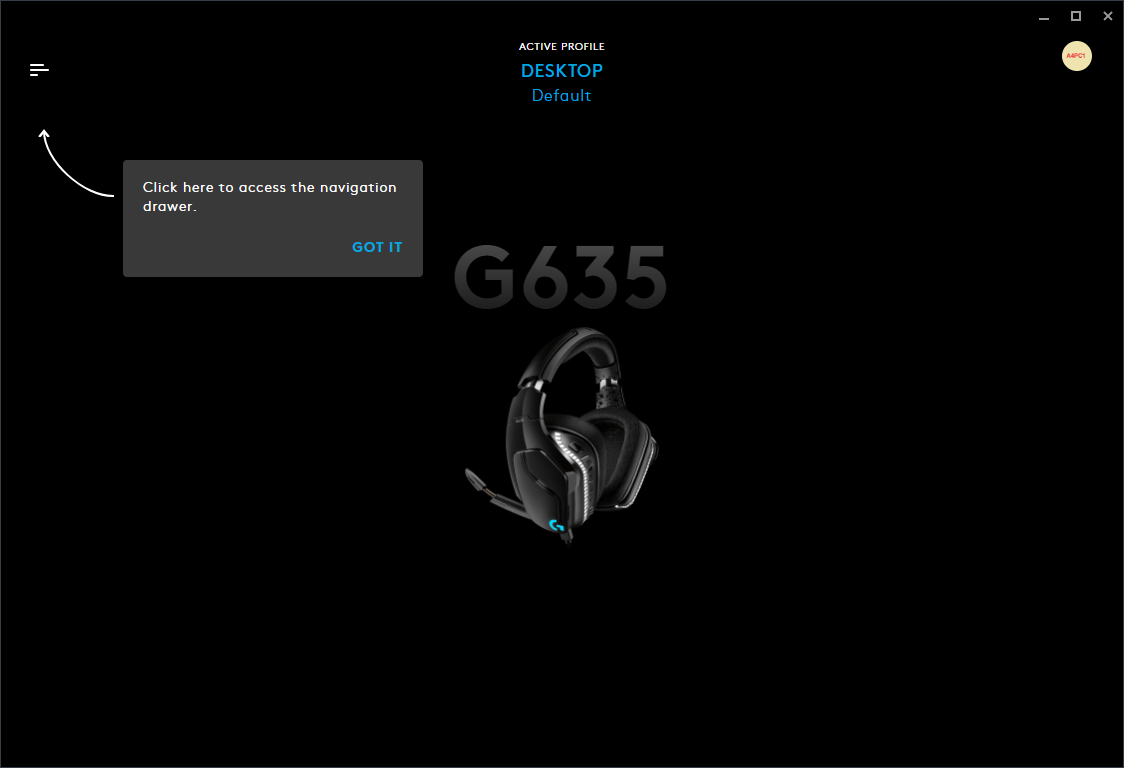 ACTIVE PROFILE
DESKTOP
Default
A4PC1
Click here to access the navigation
drawer.
GOT IT
G635